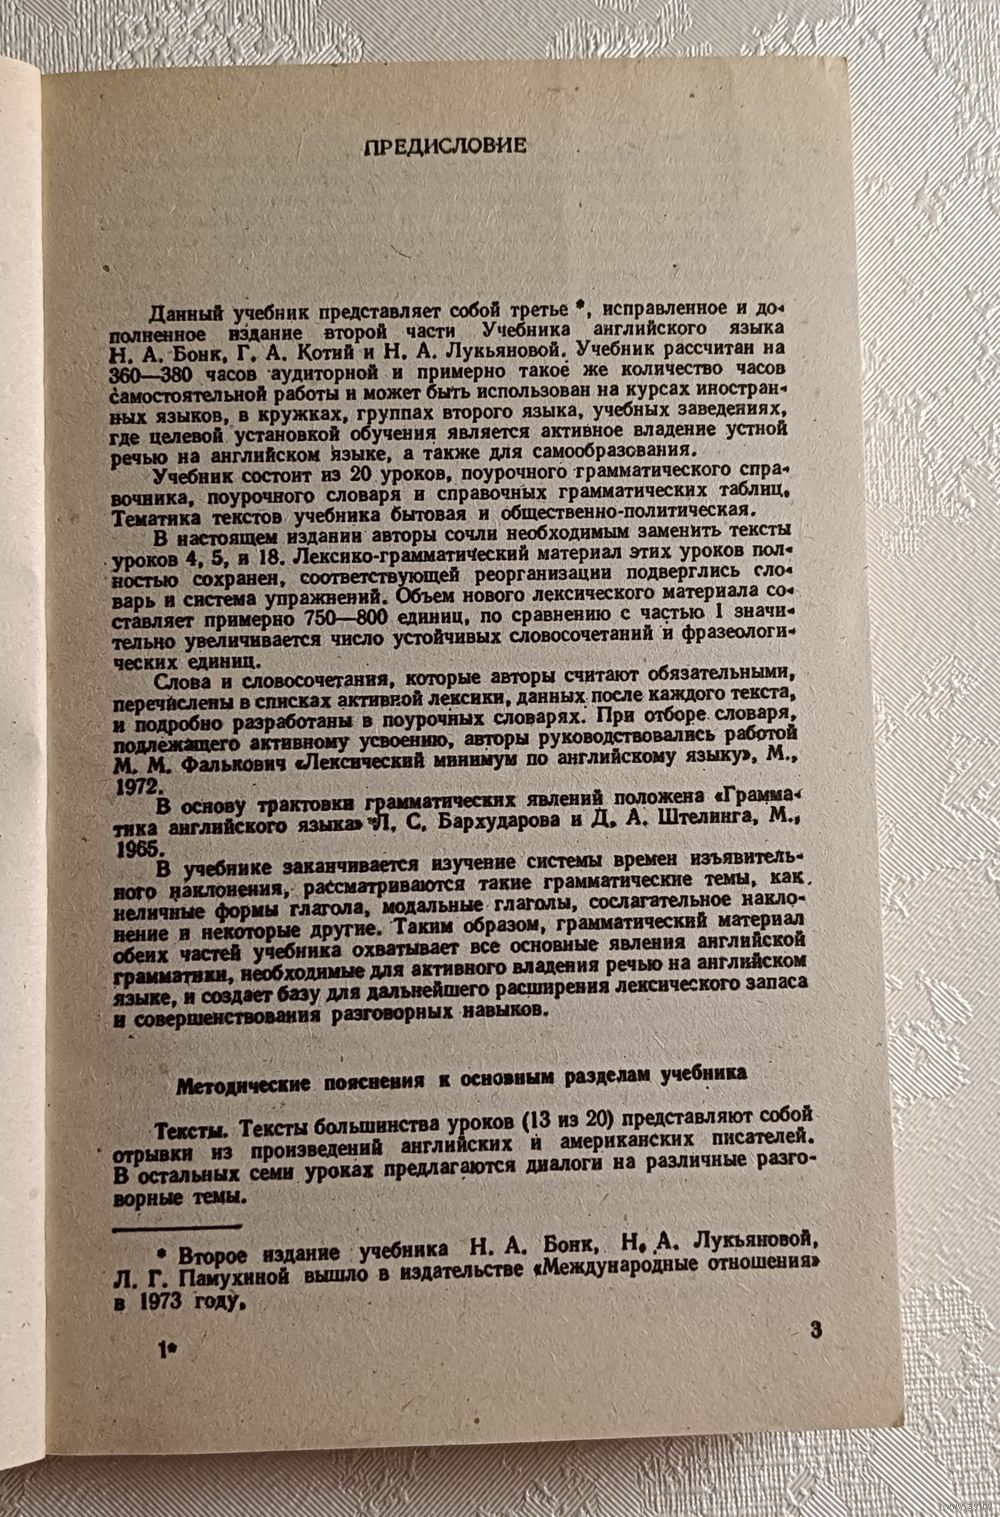 ПРЕДИСЛОВИЕ
Данный учебник представляет собой третье *, исправленное и до-
полненное издание второй части Учебника английского языка
Н. А. Бонк, Г. А. Котий и Н. А. Лукьяновой. Учебник рассчитан на
360—380 часов аудиторной и примерно такое же количество часов
самостоятельной работы и может быть использован на курсах иностран-
ных языков, в кружках, группах второго языка, учебных заведениях,
где целевой установкой обучения является активное владение устной
речью на английском языке, а также для самообразования.
Учебник состоит из 20 уроков, поурочного грамматического спра-
вочника, поурочного словаря и справочных грамматических таблиц.
Тематика текстов учебника бытовая и общественно-политическая.
В настоящем издании авторы сочли необходимым заменить тексты
уроков 4, 5, и 18. Лексико-грамматический материал этих уроков пол-
ностью сохранен, соответствующей реорганизации подверглись сло-
варь и система упражнений. Объем нового лексического материала со-
ставляет примерно 750—800 единиц, по сравнению с частью 1 значи-
тельно увеличивается число устойчивых словосочетаний и фразеологи-
ческих единиц.
Слова и словосочетания, которые авторы считают обязательными,
перечислены в списках активной лексики, данных после каждого текста,
и подробно разработаны в поурочных словарях. При отборе словаря,
подлежащего активному усвоению, авторы руководствовались работой
М. М. Фалькович «Лексический минимум по английскому языку», М.,
1972.
В основу трактовки грамматических явлений положена «Грамма-
тика английского языка» Л. С. Бархударова и Д. А. Штелинга, М.,
1965.
В учебнике заканчивается изучение системы времен изъявитель-
ного наклонения, рассматриваются такие грамматические темы, как
неличные формы глагола, модальные глаголы, сослагательное накло-
нение и некоторые другие. Таким образом, грамматический материал
обеих частей учебника охватывает все основные явления английской
грамматики, необходимые для активного владения речью на английском
языке, и создает базу для дальнейшего расширения лексического запаса
и совершенствования разговорных навыков.
Методические пояснения к основным разделам учебника
Тексты. Тексты большинства уроков (13 из 20) представляют собой
отрывки из произведений английских и американских писателей.
В остальных семи уроках предлагаются диалоги на различные разго-
ворные темы.
* Второе издание учебника Н. А. Бонк, Н. А. Лукьяновой,
Л. Г. Памухиной вышло в издательстве «Международные отношения»
в 1973 году.
1*
3